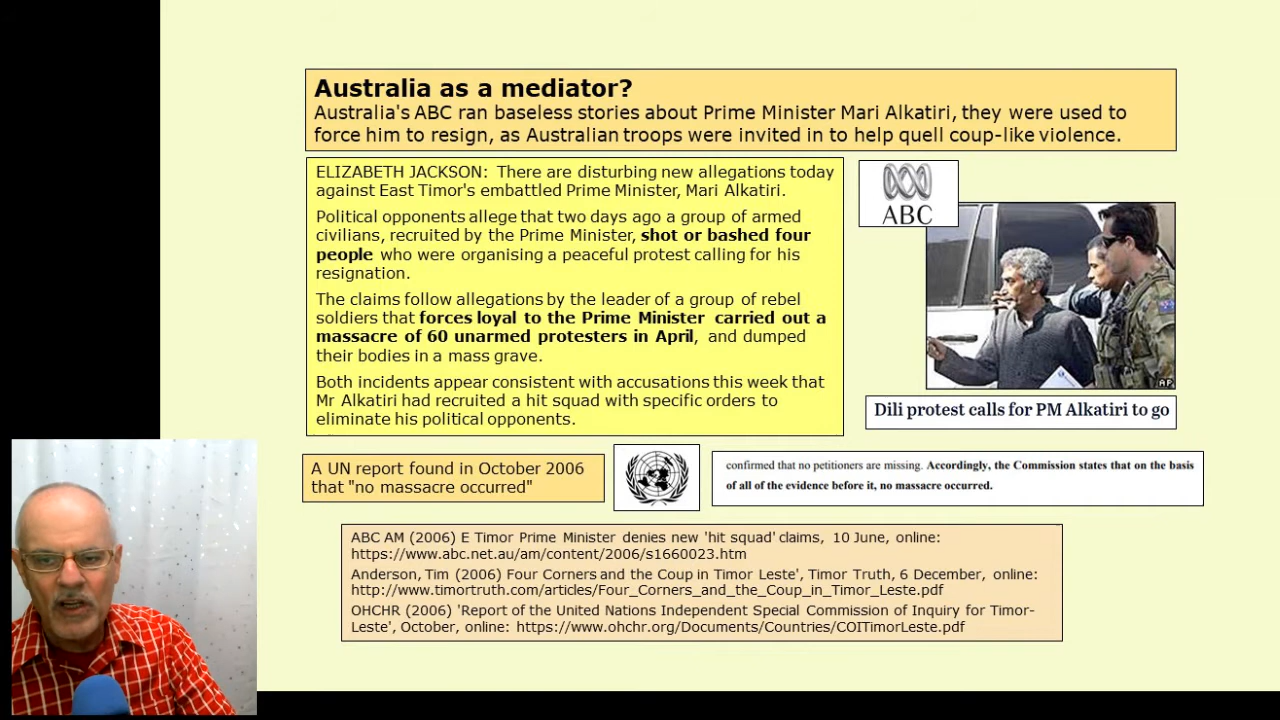 Australia as a mediator?
Australia's ABC ran baseless stories about Prime Minister Mari Alkatiri, they were used to
force him to resign, as Australian troops were invited in to help quell coup-like violence.
ELIZABETH JACKSON: There are disturbing new allegations today
against East Timor's embattled Prime Minister, Mari Alkatiri.
Political opponents allege that two days ago a group of armed
civilians, recruited by the Prime Minister, shot or bashed four
people who were organising a peaceful protest calling for his
resignation.
The claims follow allegations by the leader of a group of rebel
soldiers that forces loyal to the Prime Minister carried out a
massacre of 60 unarmed protesters in April, and dumped
their bodies in a mass grave.
Both incidents appear consistent with accusations this week that
Mr Alkatiri had recruited a hit squad with specific orders to
eliminate his political opponents.
ABC
AP
Dili protest calls for PM Alkatiri to go
A UN report found in October 2006
that "no massacre occurred"
confirmed that no petitioners are missing. Accordingly, the Commission states that on the basis
of all of the evidence before it, no massacre occurred.
ABC AM (2006) E Timor Prime Minister denies new 'hit squad' claims, 10 June, online:
https://www.abc.net.au/am/content/2006/s1660023.htm
Anderson, Tim (2006) Four Corners and the Coup in Timor Leste', Timor Truth, 6 December, online:
http://www.timortruth.com/articles/Four_Corners_and_the_Coup_in_Timor_Leste.pdf
OHCHR (2006) 'Report of the United Nations Independent Special Commission of Inquiry for Timor-
Leste', October, online: https://www.ohchr.org/Documents/Countries/COITimorLeste.pdf